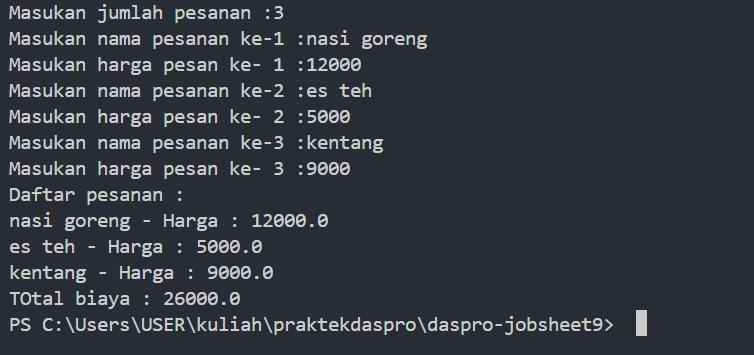 Masukan jumlah pesanan :3
Masukan nama pesanan ke-1 :nasi goreng
Masukan harga pesan ke- 1 :12000
Masukan nama pesanan ke-2 :es teh
Masukan harga pesan ke- 2 :5000
Masukan nama pesanan ke-3 :kentang
Masukan harga pesan ke- 3 :9000
Daftar pesanan :
nasi goreng - Harga : 12000.0
es teh - Harga : 5000.0
kentang - Harga : 9000.0
TOtal biaya : 26000.0
PS C:\Users\USER\kuliah\praktekdaspro\daspro-jobsheet9>